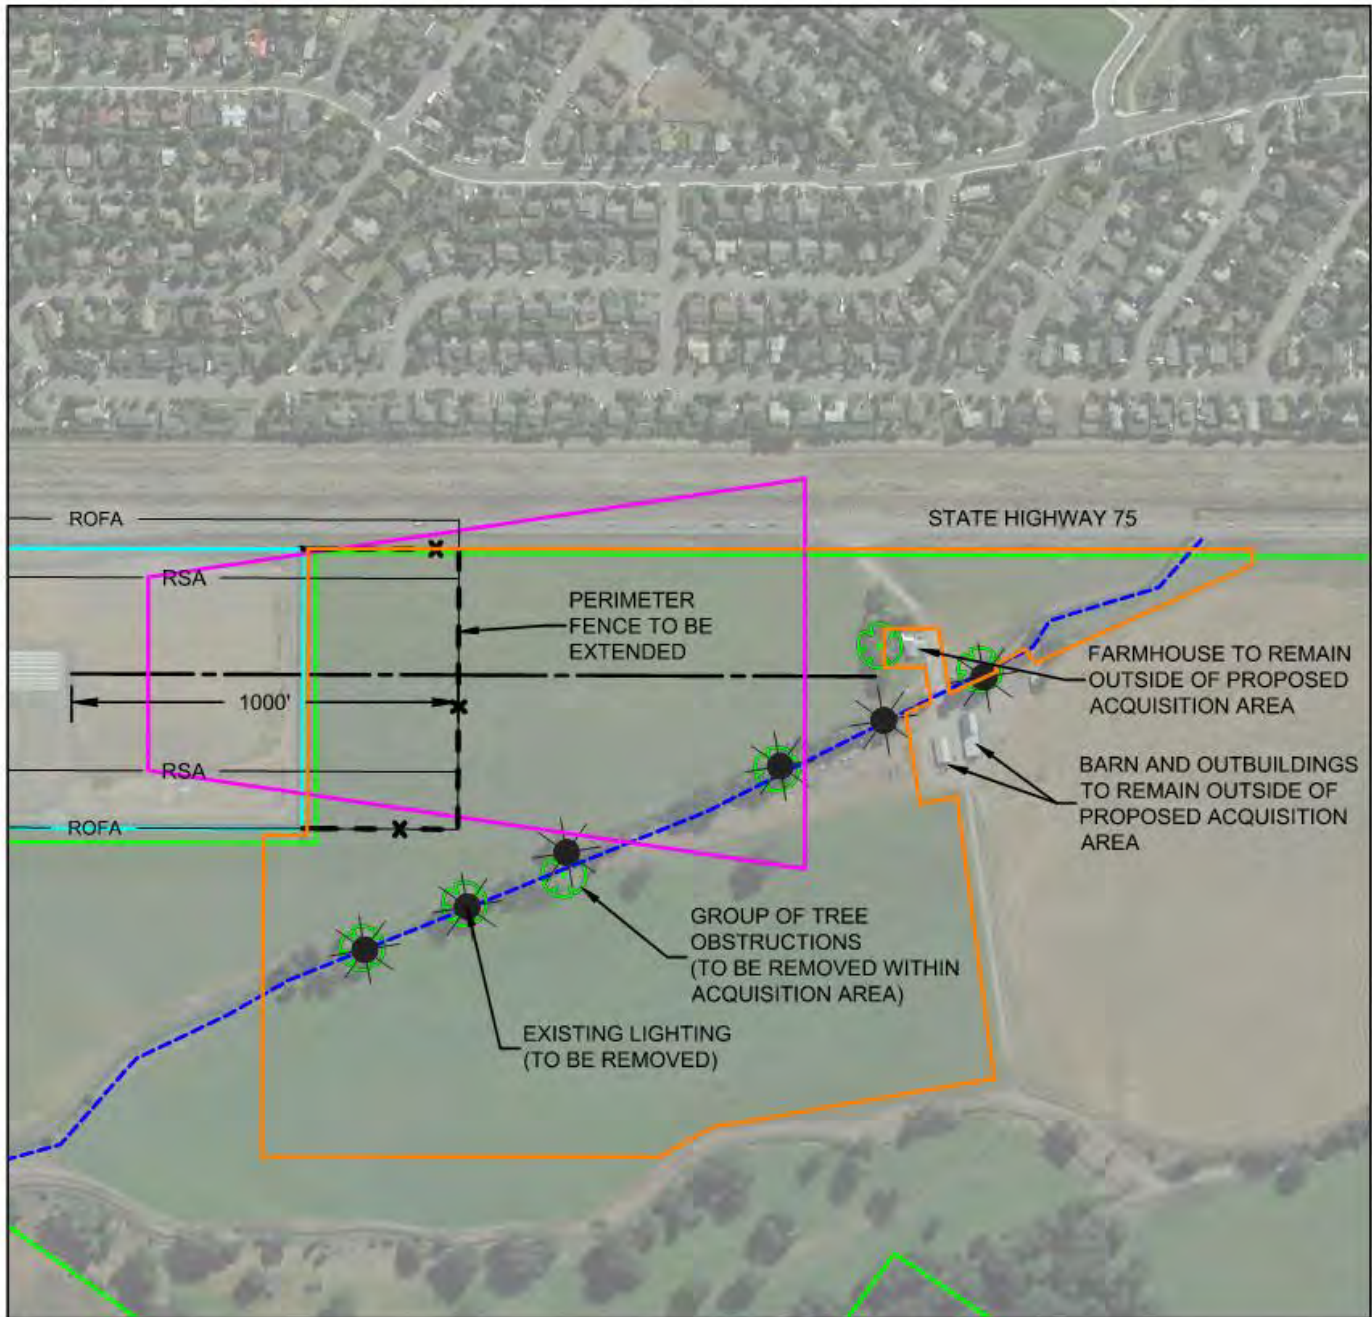 ROFA
STATE HIGHWAY 75
RSA
PERIMETER
FENCE TO BE
EXTENDED
FARMHOUSE TO REMAIN
OUTSIDE OF PROPOSED
ACQUISITION AREA
1000'
RSA
BARN AND OUTBUILDINGS
TO REMAIN OUTSIDE OF
PROPOSED ACQUISITION
AREA
ROFA
GROUP OF TREE
OBSTRUCTIONS
(TO BE REMOVED WITHIN
ACQUISITION AREA)
EXISTING LIGHTING
(TO BE REMOVED)